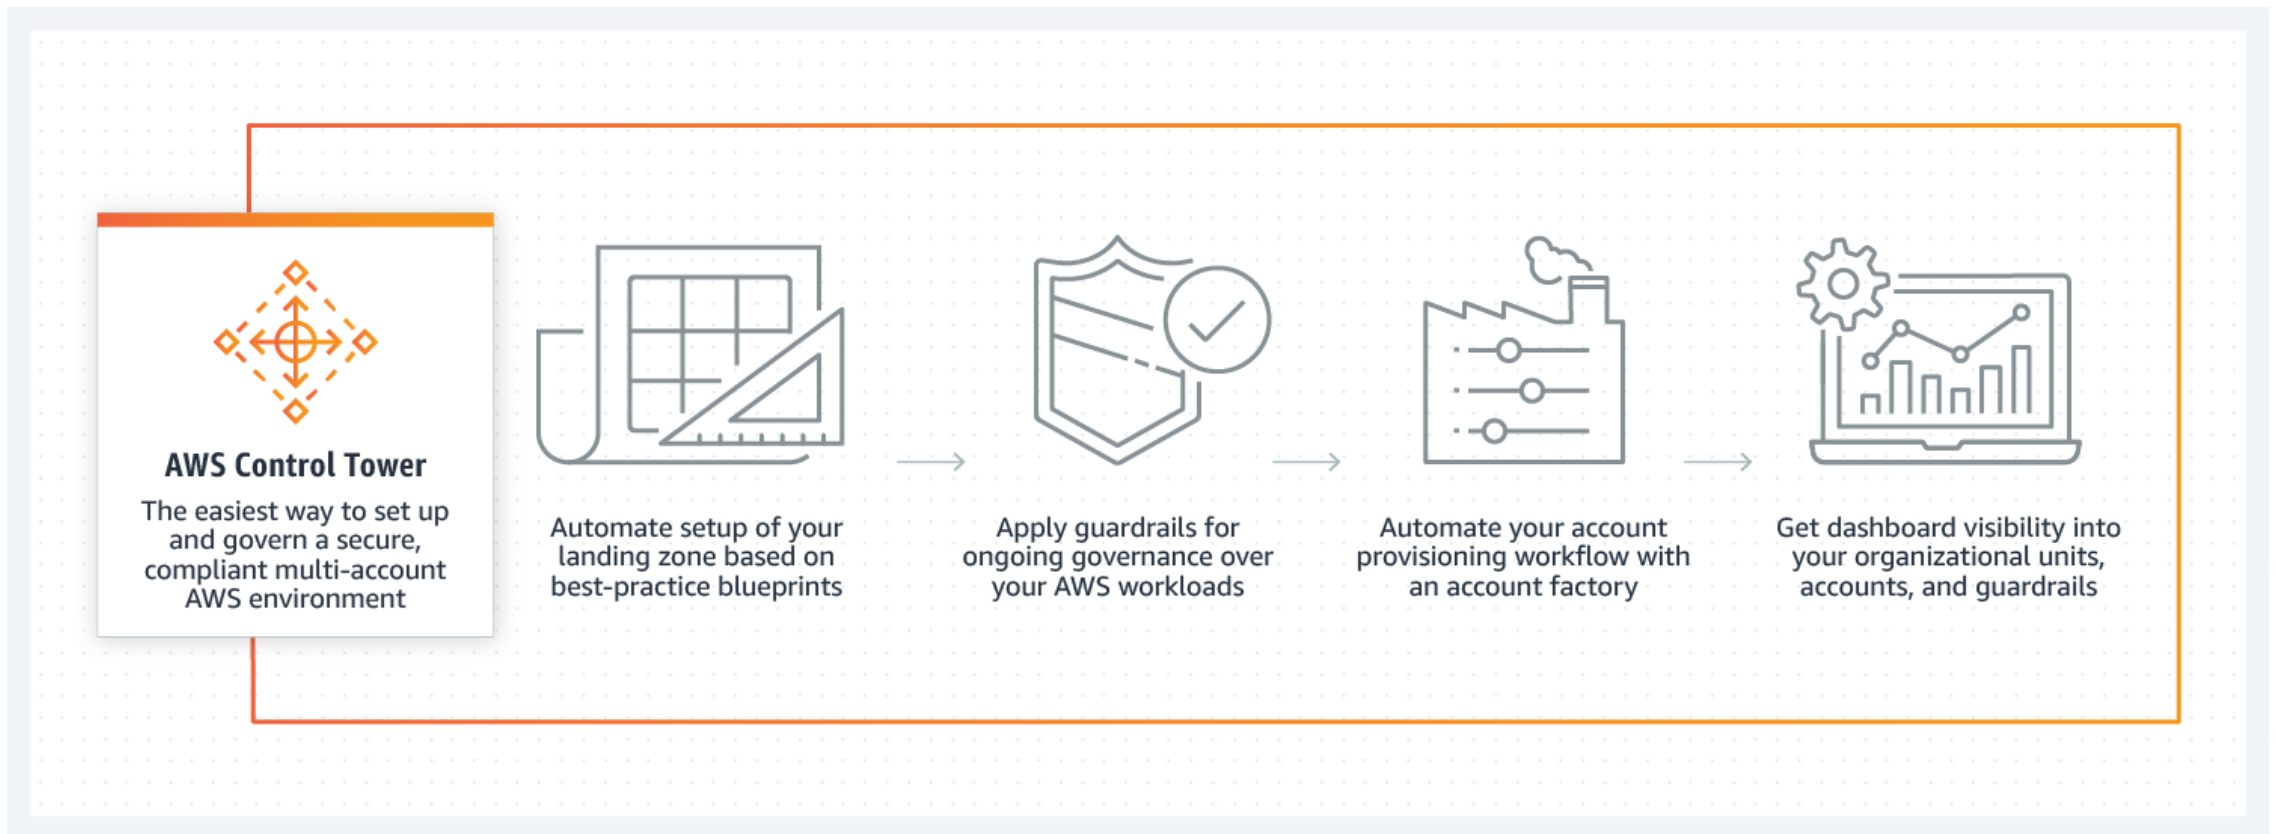 AWS Control Tower
The easiest way to set up
and govern a secure,
compliant multi-account
AWS environment
Automate setup of your
landing zone based on
best-practice blueprints
Apply guardrails for
ongoing governance over
your AWS workloads
Automate your account
provisioning workflow with
an account factory
Get dashboard visibility into
your organizational units,
accounts, and guardrails